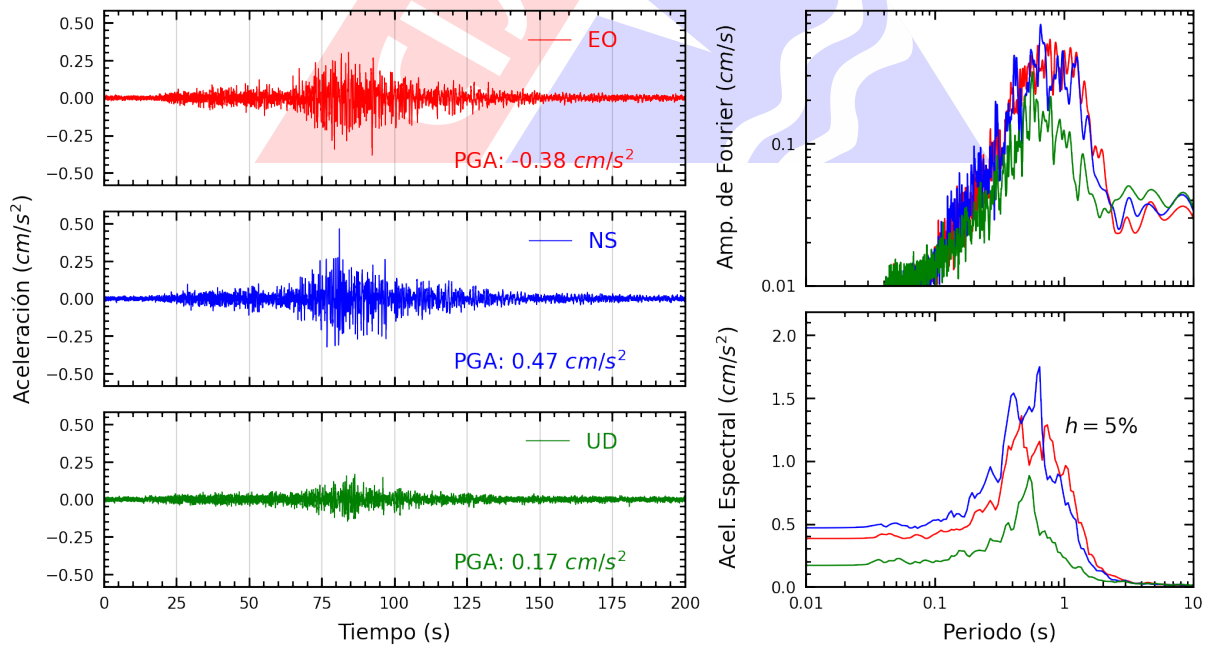 Aceleración (cm/s²)
0.50
0.25
0.00
−0.25
−0.50
EO
PGA: -0.38 cm/s²
0.50
0.25
0.00
−0.25
−0.50
NS
PGA: 0.47 cm/s²
0.50
0.25
0.00
−0.25
−0.50
UD
PGA: 0.17 cm/s²
0 25 50 75 100 125 150 175 200
Tiempo (s)
Amp. de Fourier (cm/s)
0.1
0.01
Acel. Espectral (cm/s²)
2.0
1.5
1.0
0.5
0.0
h = 5%
0.01 0.1 1 10
Periodo (s)